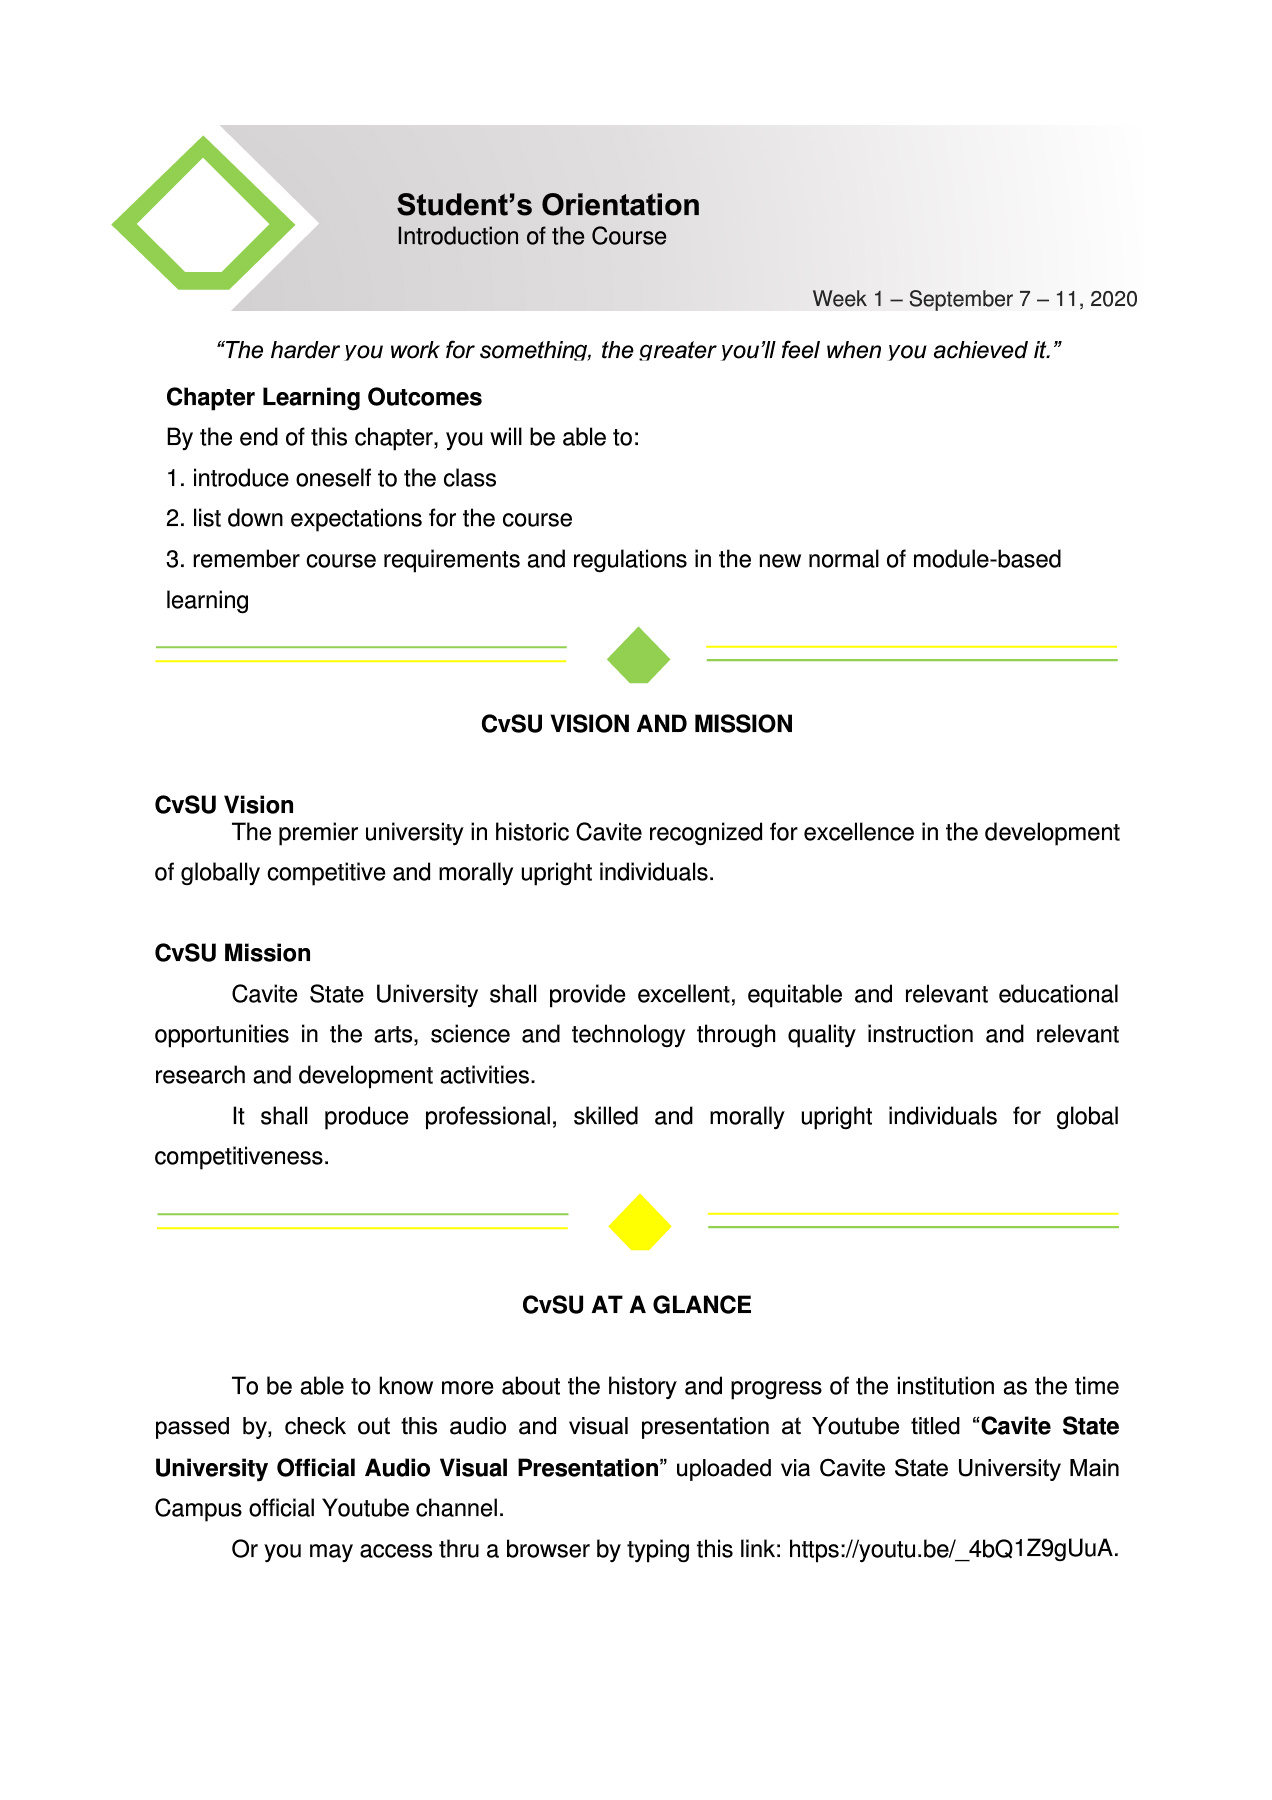 Student’s Orientation
Introduction of the Course
Week 1 – September 7 – 11, 2020
“The harder you work for something, the greater you’ll feel when you achieved it.”
Chapter Learning Outcomes
By the end of this chapter, you will be able to:
1. introduce oneself to the class
2. list down expectations for the course
3. remember course requirements and regulations in the new normal of module-based
learning
CvSU VISION AND MISSION
CvSU Vision
The premier university in historic Cavite recognized for excellence in the development
of globally competitive and morally upright individuals.
CvSU Mission
Cavite State University shall provide excellent, equitable and relevant educational
opportunities in the arts, science and technology through quality instruction and relevant
research and development activities.
It shall produce professional, skilled and morally upright individuals for global
competitiveness.
CvSU AT A GLANCE
To be able to know more about the history and progress of the institution as the time
passed by, check out this audio and visual presentation at Youtube titled “Cavite State
University Official Audio Visual Presentation” uploaded via Cavite State University Main
Campus official Youtube channel.
Or you may access thru a browser by typing this link: https://youtu.be/_4bQ1Z9gUuA.